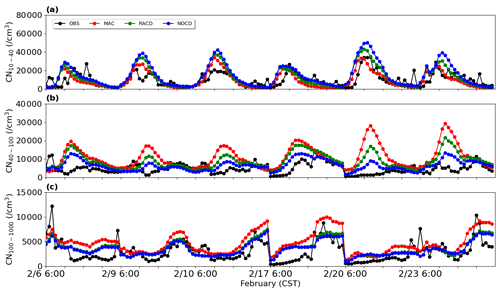 (a)
OBS MAC RACD NOCD
CN10−40 (/cm3)
80000
60000
40000
20000
0
(b)
CN40−100 (/cm3)
40000
30000
20000
10000
0
(c)
CN100−1000 (/cm3)
15000
10000
5000
0
2/6 6:00 2/9 6:00 2/10 6:00 2/17 6:00 2/20 6:00 2/23 6:00
February (CST)